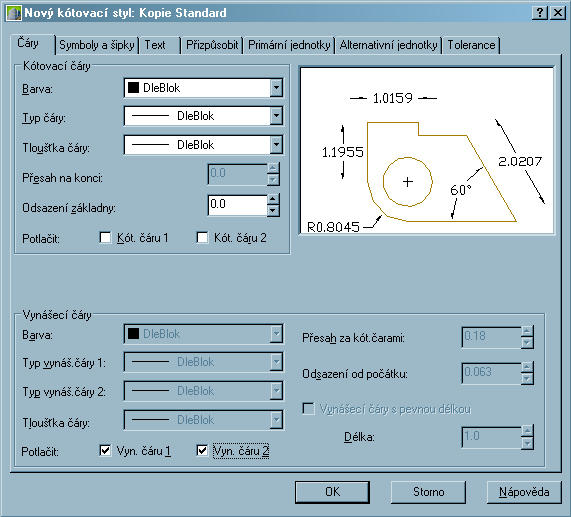 Nový kótovací styl: Kopie Standard
Čáry Symboly a šipky Text Přizpůsobit Primární jednotky Alternativní jednotky Tolerance
Kótovací čáry
Barva: DleBlok
Typ čáry: DleBlok
Tloušťka čáry: DleBlok
Přesah na konci: 0.0
Odsazení základny: 0.0
Potlačit: Kót. čáru 1 Kót. čáru 2
1.0159
1.1955
2.0207
60°
R0.8045
Vynášecí čáry
Barva: DleBlok
Typ vynáš.čáry 1: DleBlok
Typ vynáš.čáry 2: DleBlok
Tloušťka čáry: DleBlok
Potlačit: Vyn. čáru 1 Vyn. čáru 2
Přesah za kót.čarami: 0.18
Odsazení od počátku: 0.063
Vynášecí čáry s pevnou délkou
Délka: 1.0
OK Storno Nápověda